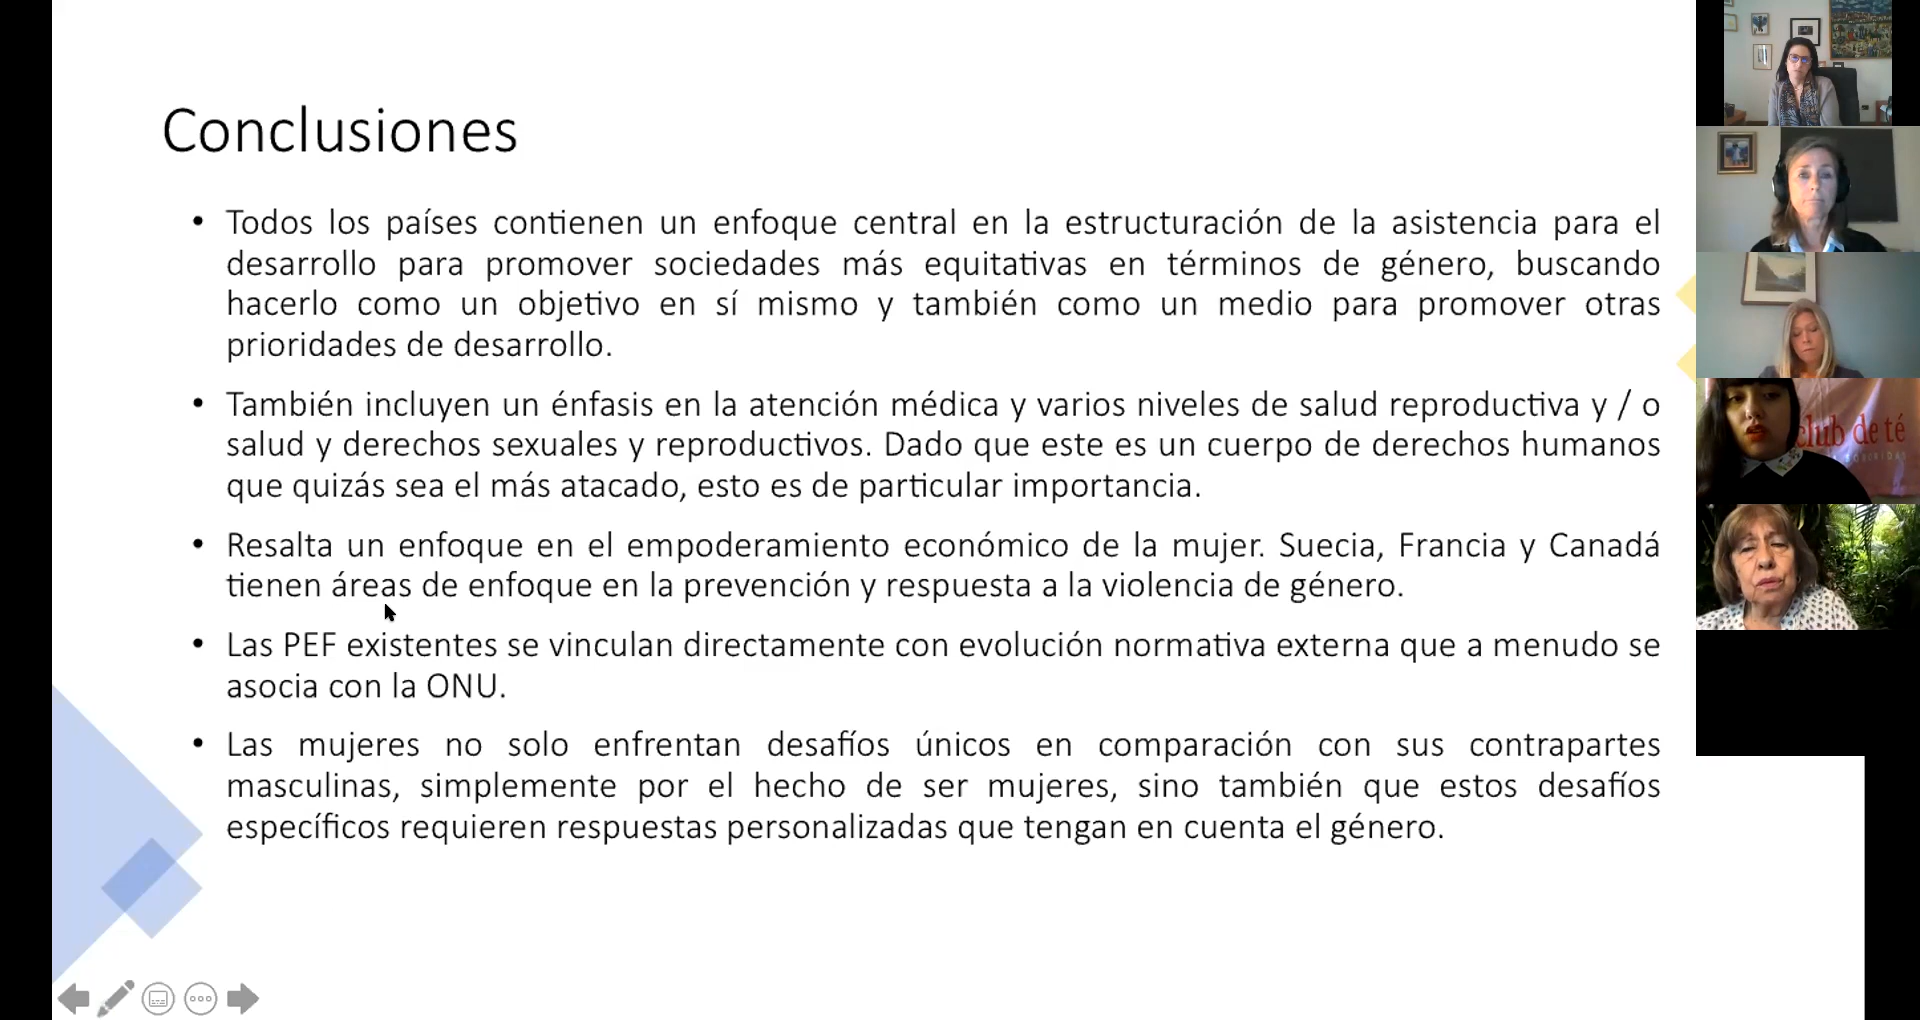 Conclusiones
• Todos los países contienen un enfoque central en la estructuración de la asistencia para el
desarrollo para promover sociedades más equitativas en términos de género, buscando
hacerlo como un objetivo en sí mismo y también como un medio para promover otras
prioridades de desarrollo.
• También incluyen un énfasis en la atención médica y varios niveles de salud reproductiva y / o
salud y derechos sexuales y reproductivos. Dado que este es un cuerpo de derechos humanos
que quizás sea el más atacado, esto es de particular importancia.
• Resalta un enfoque en el empoderamiento económico de la mujer. Suecia, Francia y Canadá
tienen áreas de enfoque en la prevención y respuesta a la violencia de género.
• Las PEF existentes se vinculan directamente con evolución normativa externa que a menudo se
asocia con la ONU.
• Las mujeres no solo enfrentan desafíos únicos en comparación con sus contrapartes
masculinas, simplemente por el hecho de ser mujeres, sino también que estos desafíos
específicos requieren respuestas personalizadas que tengan en cuenta el género.
club de té